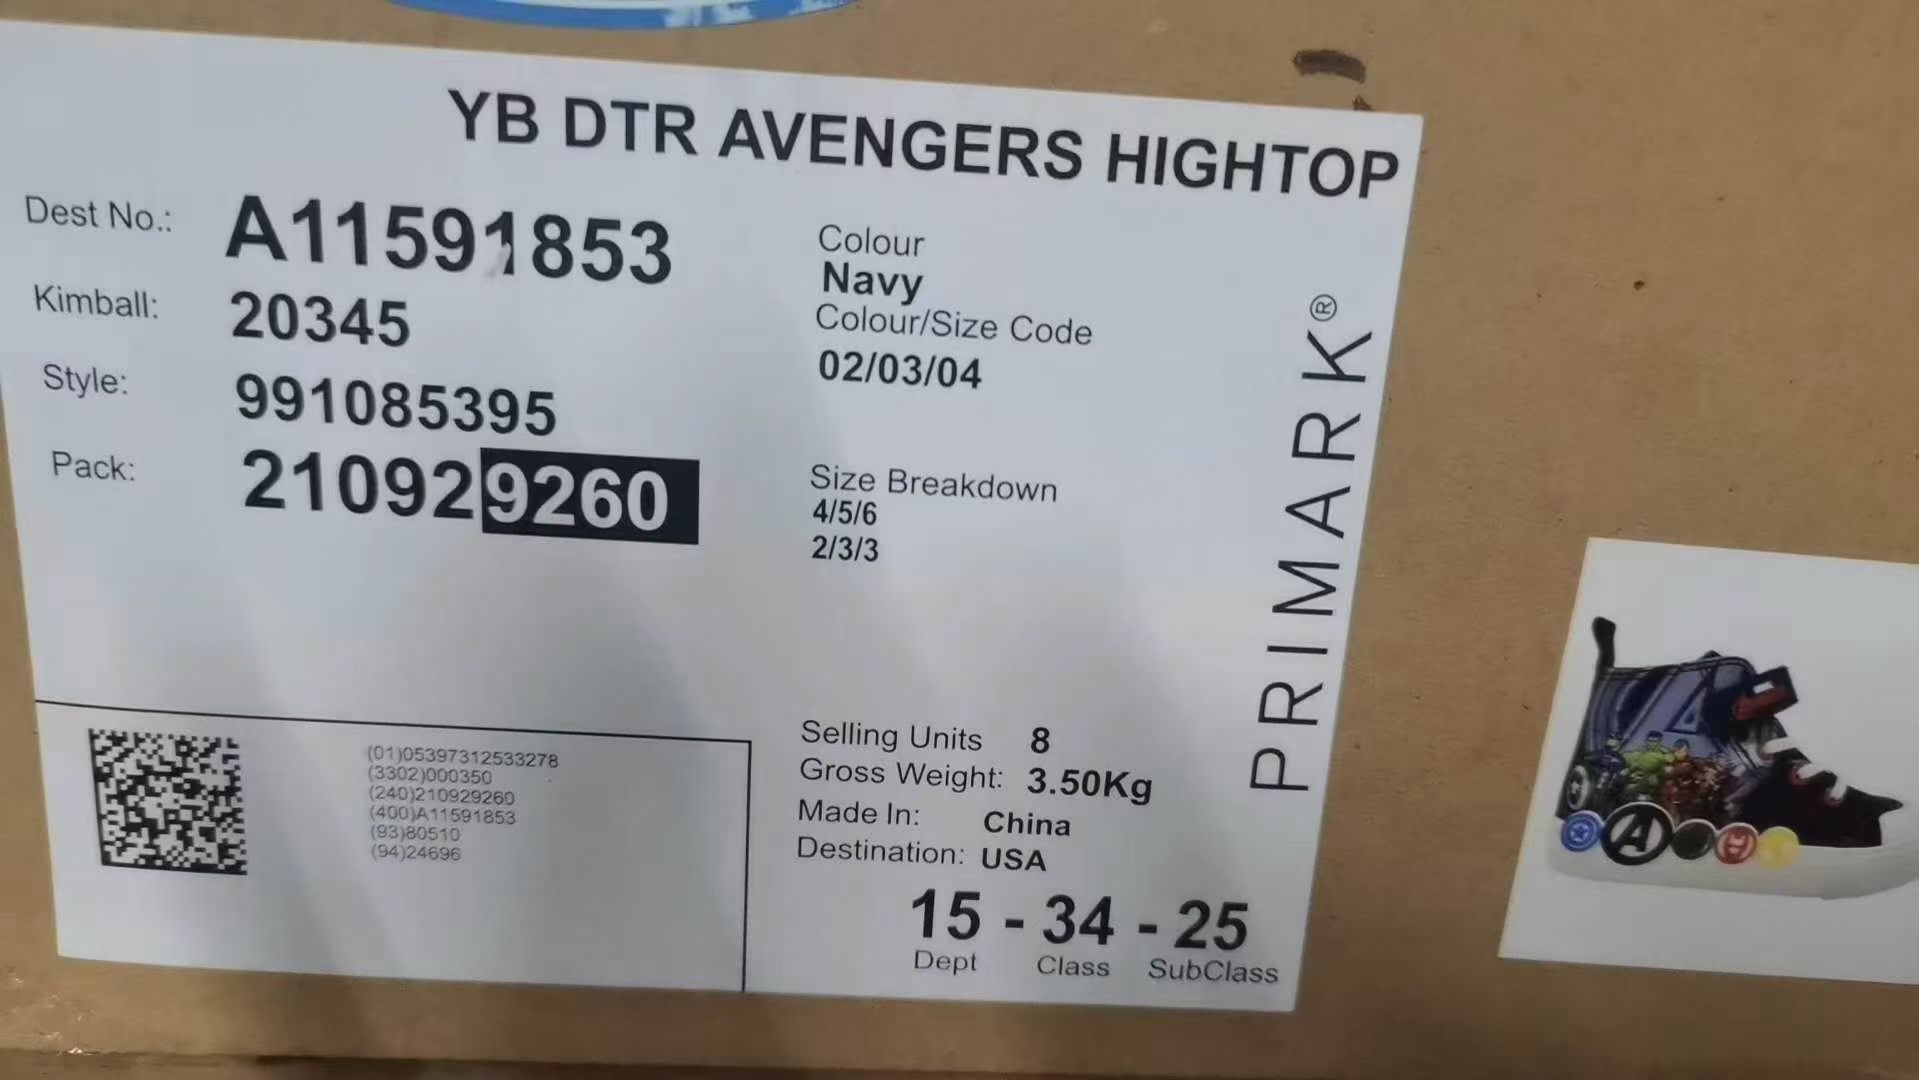 YB DTR AVENGERS HIGHTOP
Dest No.: A11591853
Kimball: 20345
Style: 991085395
Pack: 210929260
Colour
Navy
Colour/Size Code
02/03/04
Size Breakdown
4/5/6
2/3/3
PRIMARK®
(01)05397312533278
(3302)000350
(240)210929260
(400)A11591853
(93)80510
(94)24696
Selling Units 8
Gross Weight: 3.50Kg
Made In: China
Destination: USA
15 - 34 - 25
Dept Class SubClass
A